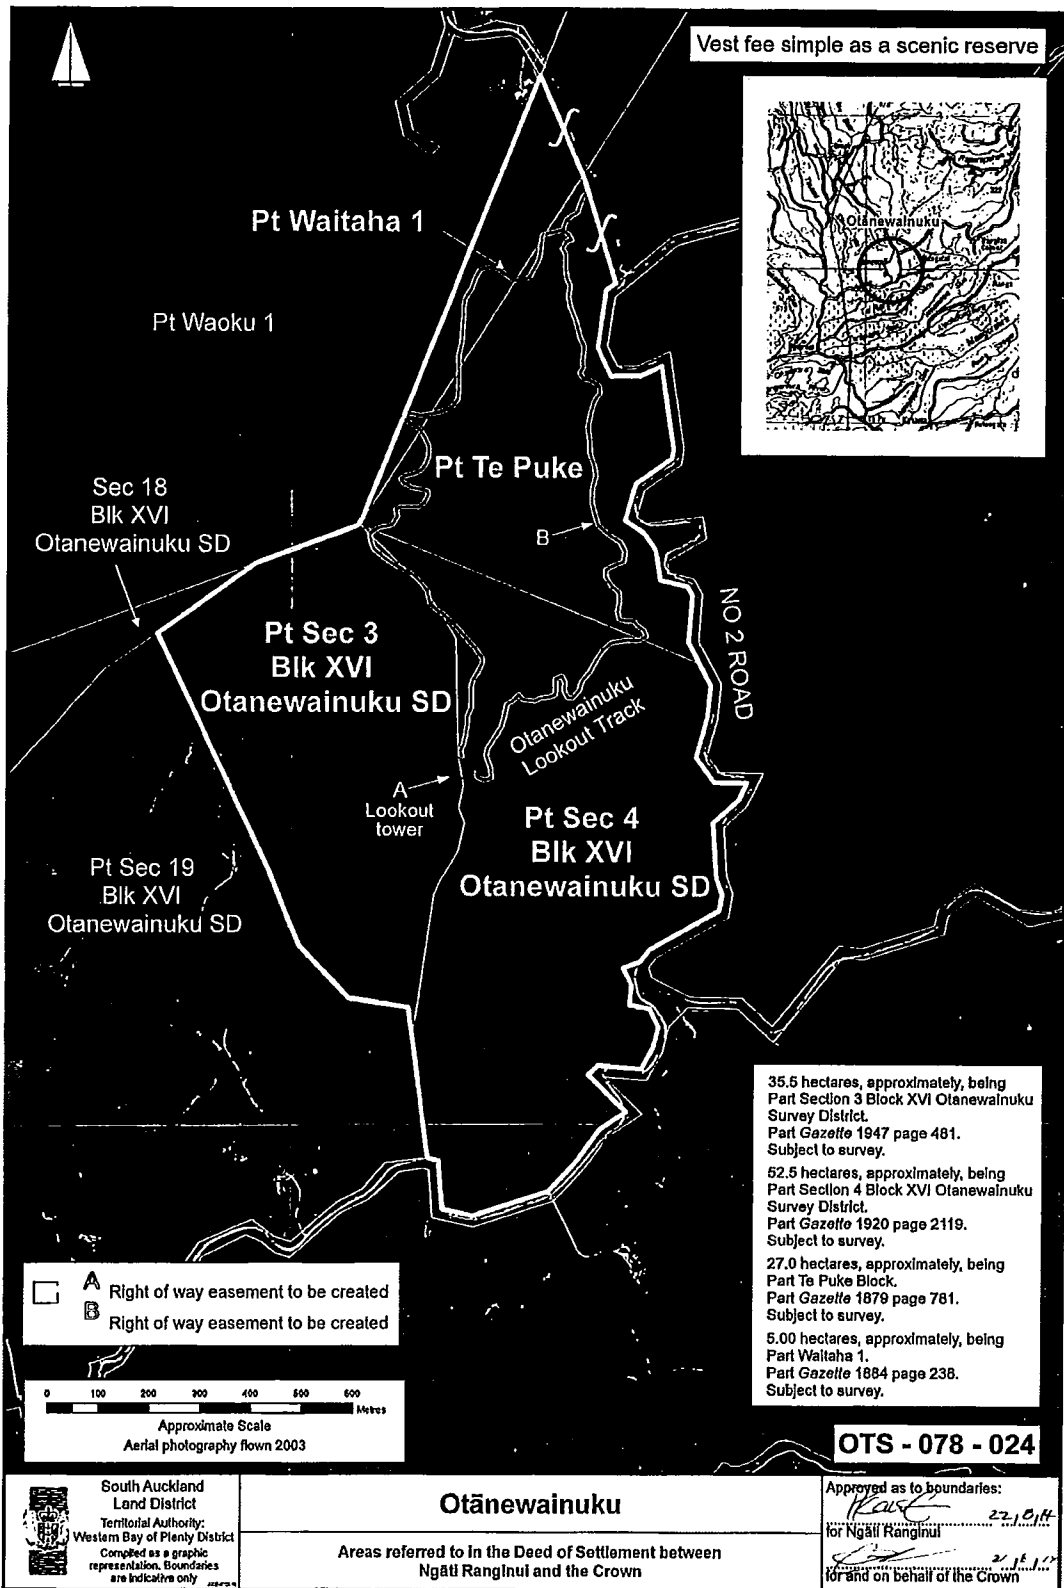 Vest fee simple as a scenic reserve
Otanewainuku
Pt Waitaha 1
Pt Waoku 1
Pt Te Puke
Sec 18
Blk XVI
Otanewainuku SD
B
NO 2 ROAD
Pt Sec 3
Blk XVI
Otanewainuku SD
Otanewainuku
Lookout Track
A
Lookout
tower
Pt Sec 4
Blk XVI
Otanewainuku SD
Pt Sec 19
Blk XVI
Otanewainuku SD
35.5 hectares, approximately, being
Part Section 3 Block XVI Otanewainuku
Survey District.
Part Gazette 1947 page 481.
Subject to survey.
52.5 hectares, approximately, being
Part Section 4 Block XVI Otanewainuku
Survey District.
Part Gazette 1920 page 2119.
Subject to survey.
27.0 hectares, approximately, being
Part Te Puke Block.
Part Gazette 1879 page 781.
Subject to survey.
5.00 hectares, approximately, being
Part Waitaha 1.
Part Gazette 1884 page 238.
Subject to survey.
A Right of way easement to be created
B Right of way easement to be created
0 100 200 300 400 500 600
Metres
Approximate Scale
Aerial photography flown 2003
OTS - 078 - 024
South Auckland
Land District
Territorial Authority:
Western Bay of Plenty District
Compiled as a graphic
representation. Boundaries
are indicative only
Otānewainuku
Areas referred to in the Deed of Settlement between
Ngāti Ranginui and the Crown
Approved as to boundaries:
for Ngāti Ranginui
for and on behalf of the Crown